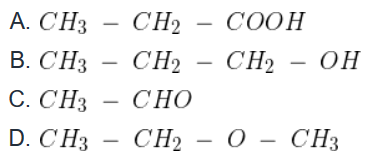 A. CH3 – CH2 – COOH
B. CH3 – CH2 – CH2 – OH
C. CH3 – CHO
D. CH3 – CH2 – O – CH3